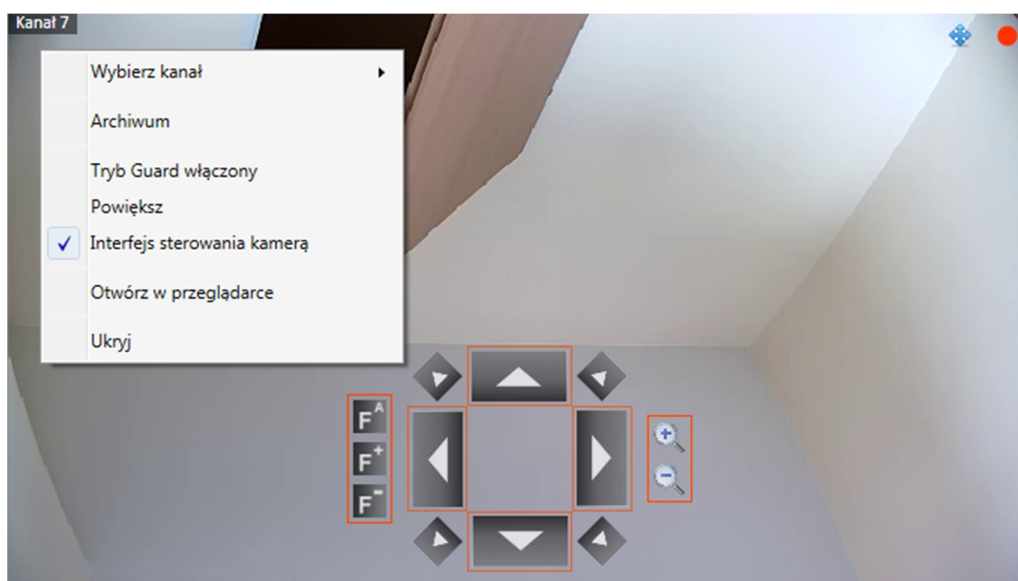 Kanał 7
Wybierz kanał
Archiwum
Tryb Guard włączony
Powiększ
Interfejs sterowania kamerą
Otwórz w przeglądarce
Ukryj
F A
F +
F -